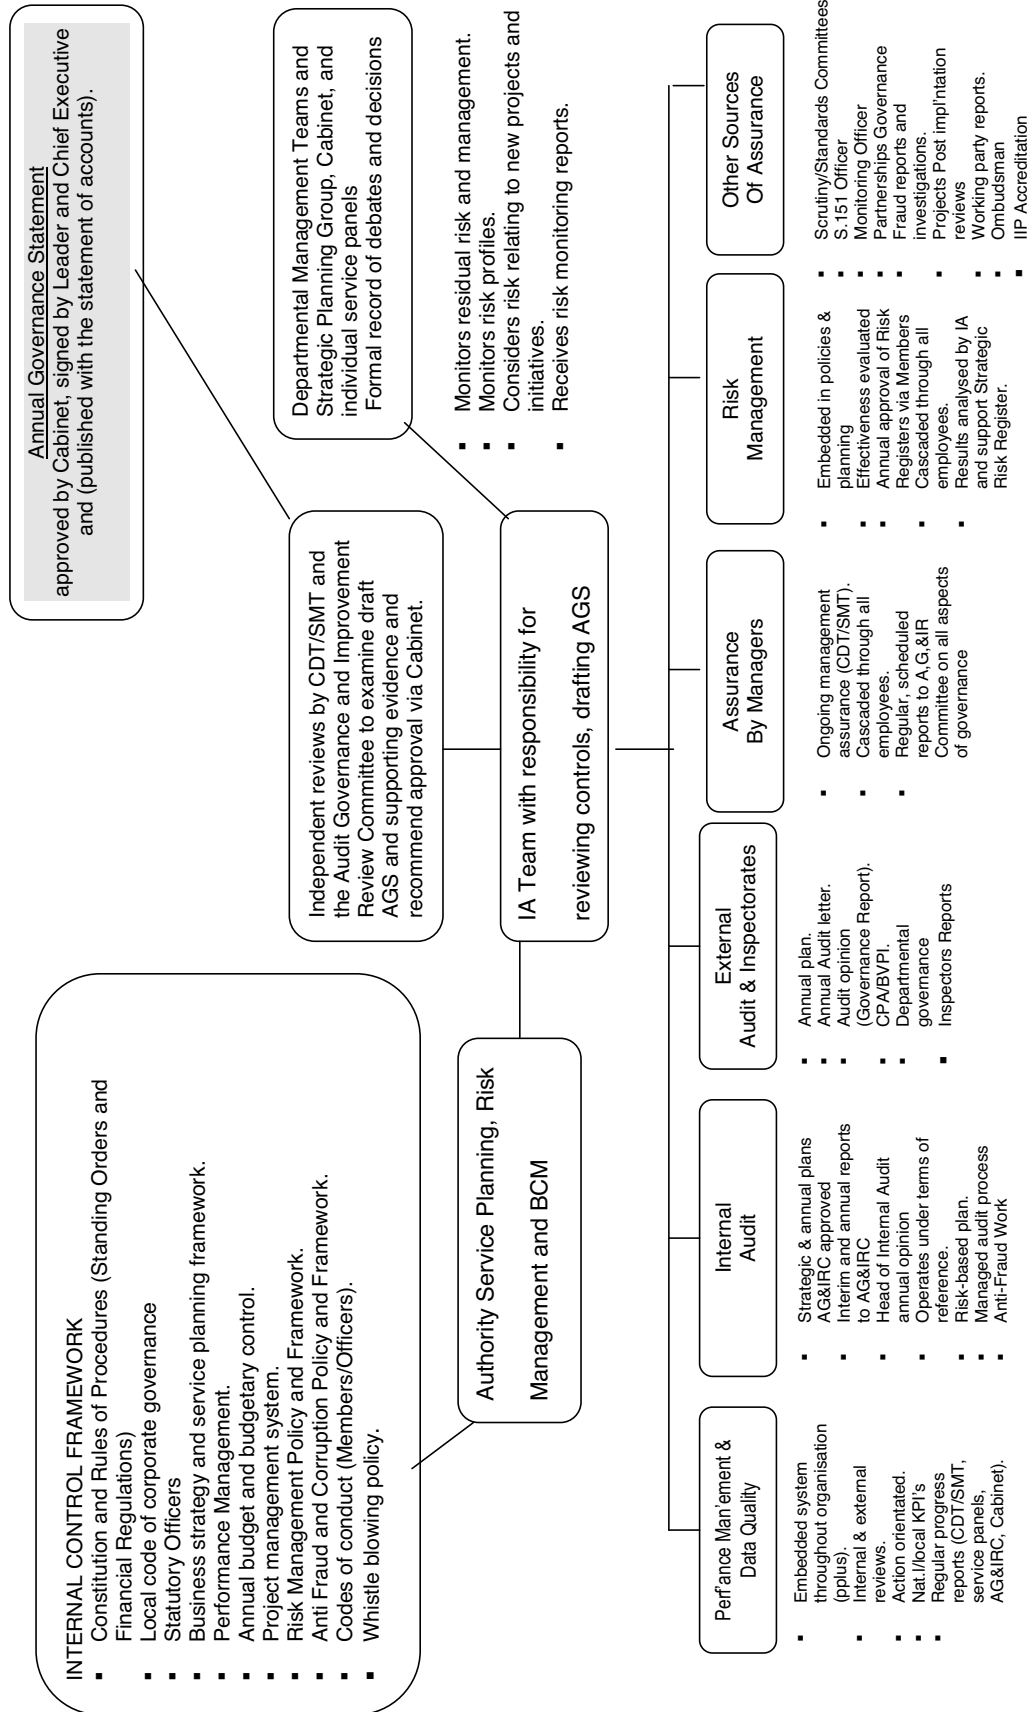 Annual Governance Statement
approved by Cabinet, signed by Leader and Chief Executive
and (published with the statement of accounts).
INTERNAL CONTROL FRAMEWORK
▪ Constitution and Rules of Procedures (Standing Orders and
Financial Regulations)
▪ Local code of corporate governance
▪ Statutory Officers
▪ Business strategy and service planning framework.
▪ Performance Management.
▪ Annual budget and budgetary control.
▪ Project management system.
▪ Risk Management Policy and Framework.
▪ Anti Fraud and Corruption Policy and Framework.
▪ Codes of conduct (Members/Officers).
▪ Whistle blowing policy.
Independent reviews by CDT/SMT and
the Audit Governance and Improvement
Review Committee to examine draft
AGS and supporting evidence and
recommend approval via Cabinet.
Departmental Management Teams and
Strategic Planning Group, Cabinet, and
individual service panels
Formal record of debates and decisions
▪ Monitors residual risk and management.
▪ Monitors risk profiles.
▪ Considers risk relating to new projects and
initiatives.
▪ Receives risk monitoring reports.
Authority Service Planning, Risk
Management and BCM
IA Team with responsibility for
reviewing controls, drafting AGS
Perf'ance Man'ement &
Data Quality
▪ Embedded system
throughout organisation
(pplus).
▪ Internal & external
reviews.
▪ Action orientated.
▪ Nat.l/local KPI's
▪ Regular progress
reports (CDT/SMT,
service panels,
AG&IRC, Cabinet).
Internal
Audit
▪ Strategic & annual plans
AG&IRC approved
▪ Interim and annual reports
to AG&IRC
▪ Head of Internal Audit
annual opinion
▪ Operates under terms of
reference.
▪ Risk-based plan.
▪ Managed audit process
▪ Anti-Fraud Work
External
Audit & Inspectorates
▪ Annual plan.
▪ Annual Audit letter.
▪ Audit opinion
(Governance Report).
▪ CPA/BVPI.
▪ Departmental
governance
▪ Inspectors Reports
Assurance
By Managers
▪ Ongoing management
assurance (CDT/SMT).
▪ Cascaded through all
employees.
▪ Regular, scheduled
reports to A,G,&IR
Committee on all aspects
of governance
Risk
Management
▪ Embedded in policies &
planning
▪ Effectiveness evaluated
▪ Annual approval of Risk
Registers via Members
▪ Cascaded through all
employees.
▪ Results analysed by IA
and support Strategic
Risk Register.
Other Sources
Of Assurance
▪ Scrutiny/Standards Committees
▪ S.151 Officer
▪ Monitoring Officer
▪ Partnerships Governance
▪ Fraud reports and
investigations.
▪ Projects Post impl'ntation
reviews
▪ Working party reports.
▪ Ombudsman
▪ IIP Accreditation